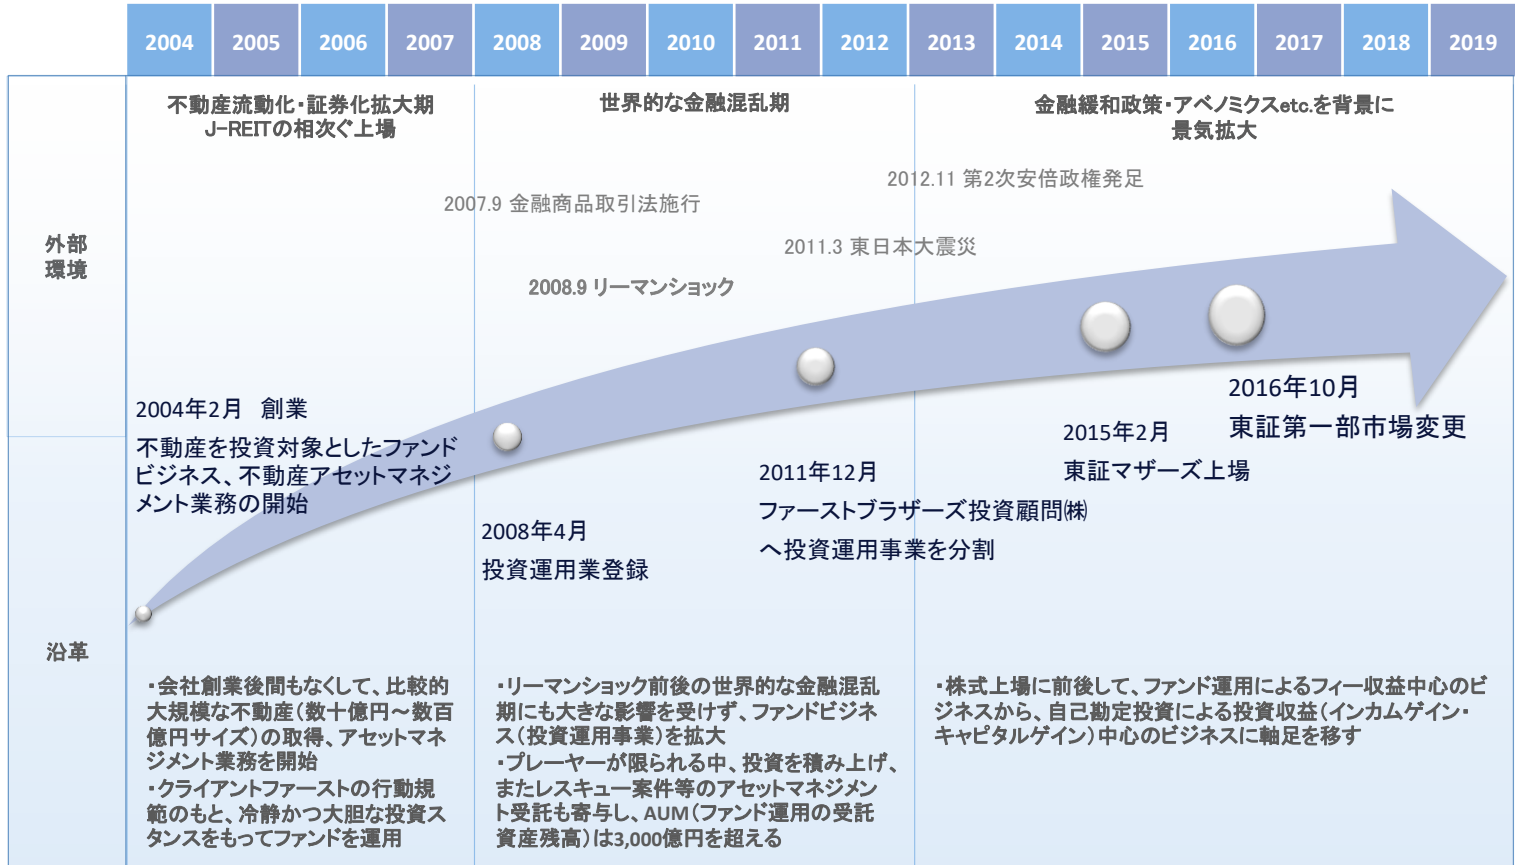 2004 2005 2006 2007 2008 2009 2010 2011 2012 2013 2014 2015 2016 2017 2018 2019
外部
環境
不動産流動化・証券化拡大期
J-REITの相次ぐ上場
世界的な金融混乱期
金融緩和政策・アベノミクスetc.を背景に
景気拡大
2012.11 第2次安倍政権発足
2007.9 金融商品取引法施行
2011.3 東日本大震災
2008.9 リーマンショック
沿革
2004年2月 創業
不動産を投資対象としたファンド
ビジネス、不動産アセットマネジ
メント業務の開始
2008年4月
投資運用業登録
2011年12月
ファーストブラザーズ投資顧問㈱
へ投資運用事業を分割
2015年2月
東証マザーズ上場
2016年10月
東証第一部市場変更
・会社創業後間もなくして、比較的
大規模な不動産（数十億円～数百
億円サイズ）の取得、アセットマネ
ジメント業務を開始
・クライアントファーストの行動規
範のもと、冷静かつ大胆な投資ス
タンスをもってファンドを運用
・リーマンショック前後の世界的な金融混乱
期にも大きな影響を受けず、ファンドビジネ
ス（投資運用事業）を拡大
・プレーヤーが限られる中、投資を積み上げ、
またレスキュー案件等のアセットマネジメン
ト受託も寄与し、AUM（ファンド運用の受託
資産残高）は3,000億円を超える
・株式上場に前後して、ファンド運用によるフィー収益中心のビ
ジネスから、自己勘定投資による投資収益（インカムゲイン・
キャピタルゲイン）中心のビジネスに軸足を移す